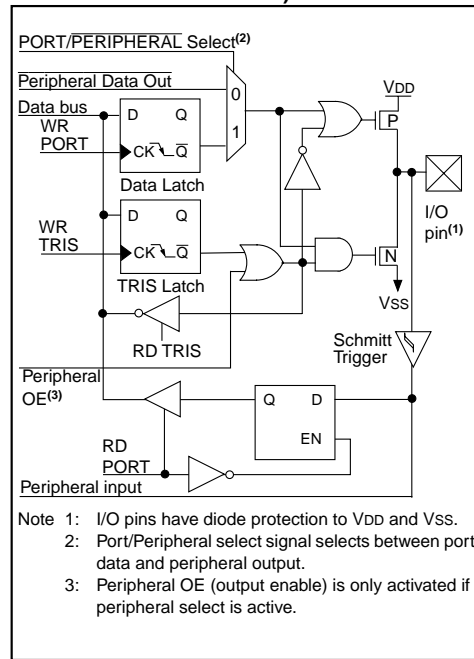 PORT/PERIPHERAL Select(2)
Peripheral Data Out
Data bus
WR
PORT
D Q
CK Q
Data Latch
0
1
VDD
P
I/O
pin(1)
WR
TRIS
D Q
CK Q
TRIS Latch
N
VSS
RD TRIS
Schmitt
Trigger
Peripheral
OE(3)
Q D
EN
RD
PORT
Peripheral input
Note 1: I/O pins have diode protection to VDD and VSS.
2: Port/Peripheral select signal selects between port
data and peripheral output.
3: Peripheral OE (output enable) is only activated if
peripheral select is active.